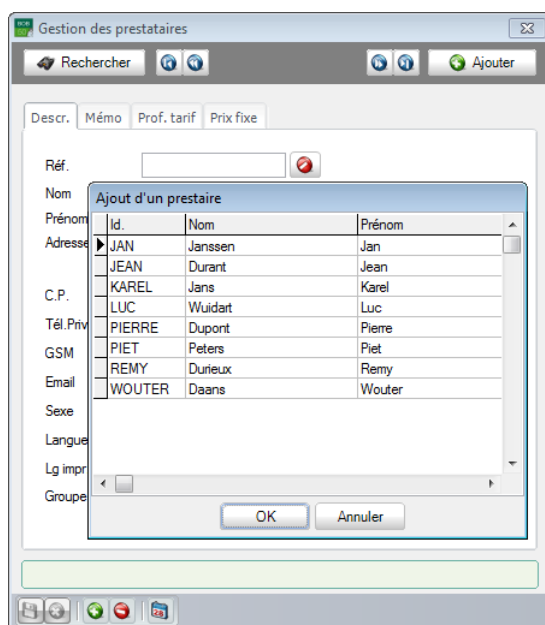 Gestion des prestataires
Rechercher Ajouter
Descr. Mémo Prof. tarif Prix fixe
Réf.
Nom
Prénom
Adresse
C.P.
Tél.Priv
GSM
Email
Sexe
Langue
Lg impr
Groupe
Ajout d'un prestaire
Id. Nom Prénom
JAN Janssen Jan
JEAN Durant Jean
KAREL Jans Karel
LUC Wuidart Luc
PIERRE Dupont Pierre
PIET Peters Piet
REMY Durieux Remy
WOUTER Daans Wouter
OK Annuler